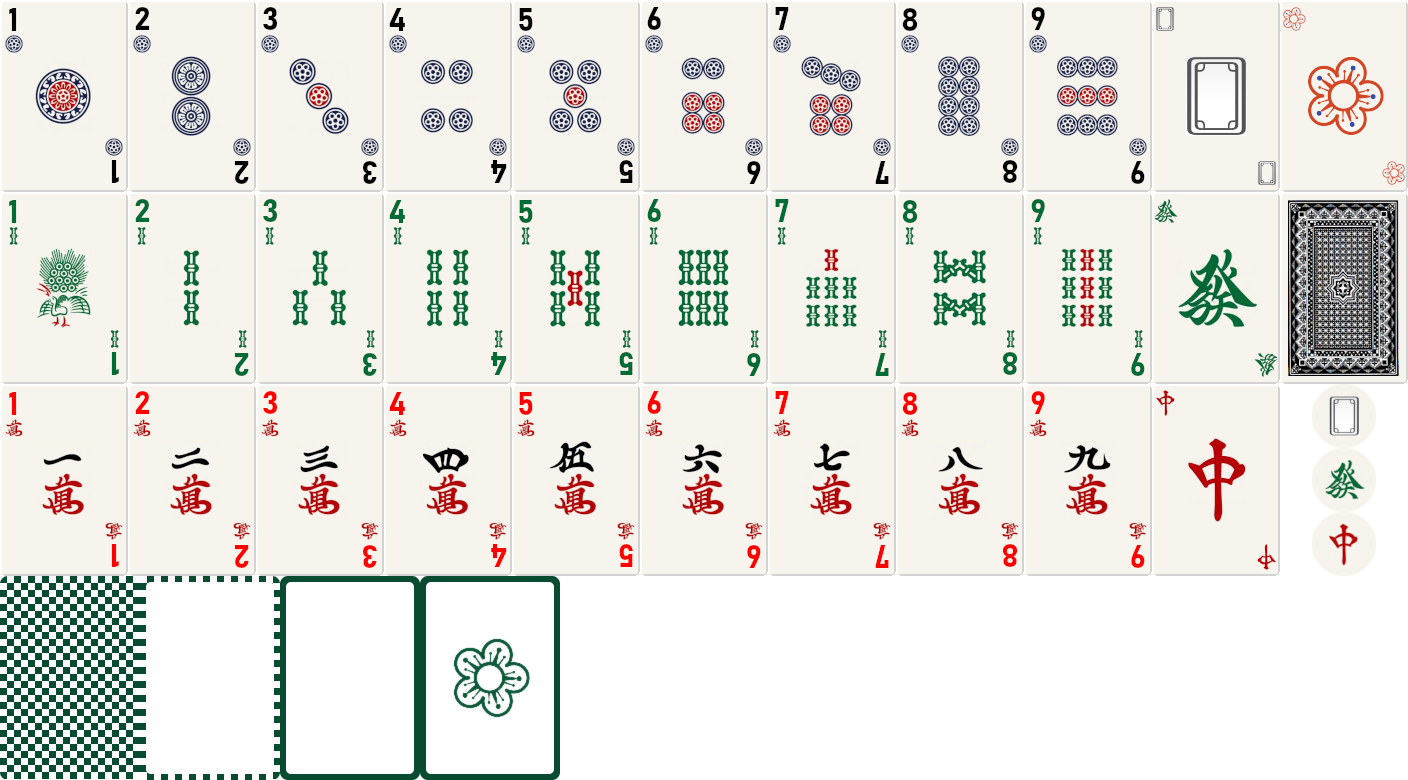 1 2 3 4 5 6 7 8 9
1 2 3 4 5 6 7 8 9
1 2 3 4 5 6 7 8 9 發
發
1 2 3 4 5 6 7 8 9 發
1 2 3 4 5 6 7 8 9 中
萬 萬 萬 萬 萬 萬 萬 萬 萬
一 二 三 四 伍 六 七 八 九
萬 萬 萬 萬 萬 萬 萬 萬 萬 中
發
萬 萬 萬 萬 萬 萬 萬 萬 萬
1 2 3 4 5 6 7 8 9 中
中